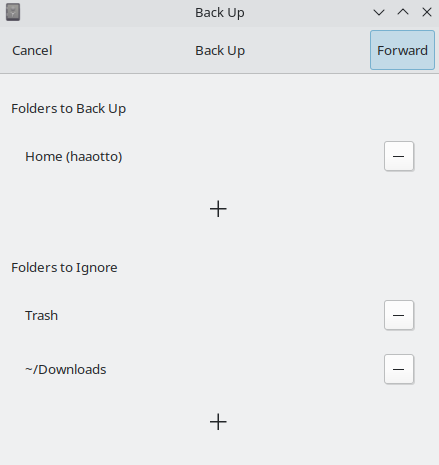 Back Up
Cancel Back Up Forward
Folders to Back Up
Home (haaotto)
Folders to Ignore
Trash
~/Downloads